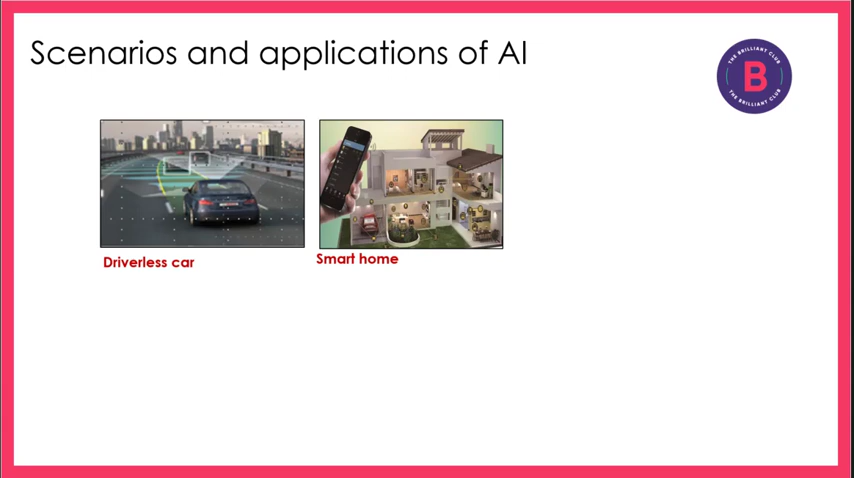 Scenarios and applications of AI
THE BRILLIANT CLUB
B
THE BRILLIANT CLUB
Driverless car
Smart home